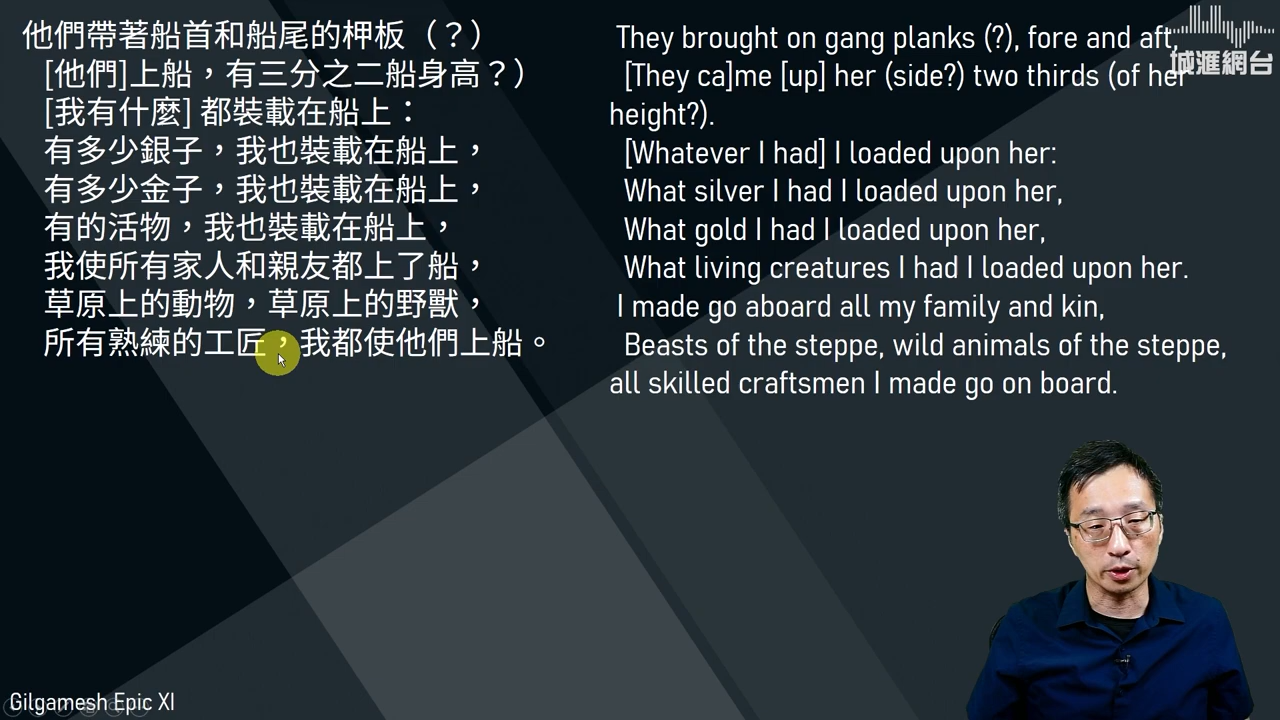 他們帶著船首和船尾的柙板（？）
[他們]上船，有三分之二船身高？）
[我有什麼] 都裝載在船上：
有多少銀子，我也裝載在船上，
有多少金子，我也裝載在船上，
有的活物，我也裝載在船上，
我使所有家人和親友都上了船，
草原上的動物，草原上的野獸，
所有熟練的工匠，我都使他們上船。
They brought on gang planks (?), fore and aft,
[They ca]me [up] her (side?) two thirds (of her
height?).
[Whatever I had] I loaded upon her:
What silver I had I loaded upon her,
What gold I had I loaded upon her,
What living creatures I had I loaded upon her.
I made go aboard all my family and kin,
Beasts of the steppe, wild animals of the steppe,
all skilled craftsmen I made go on board.
城滙網台
Gilgamesh Epic XI